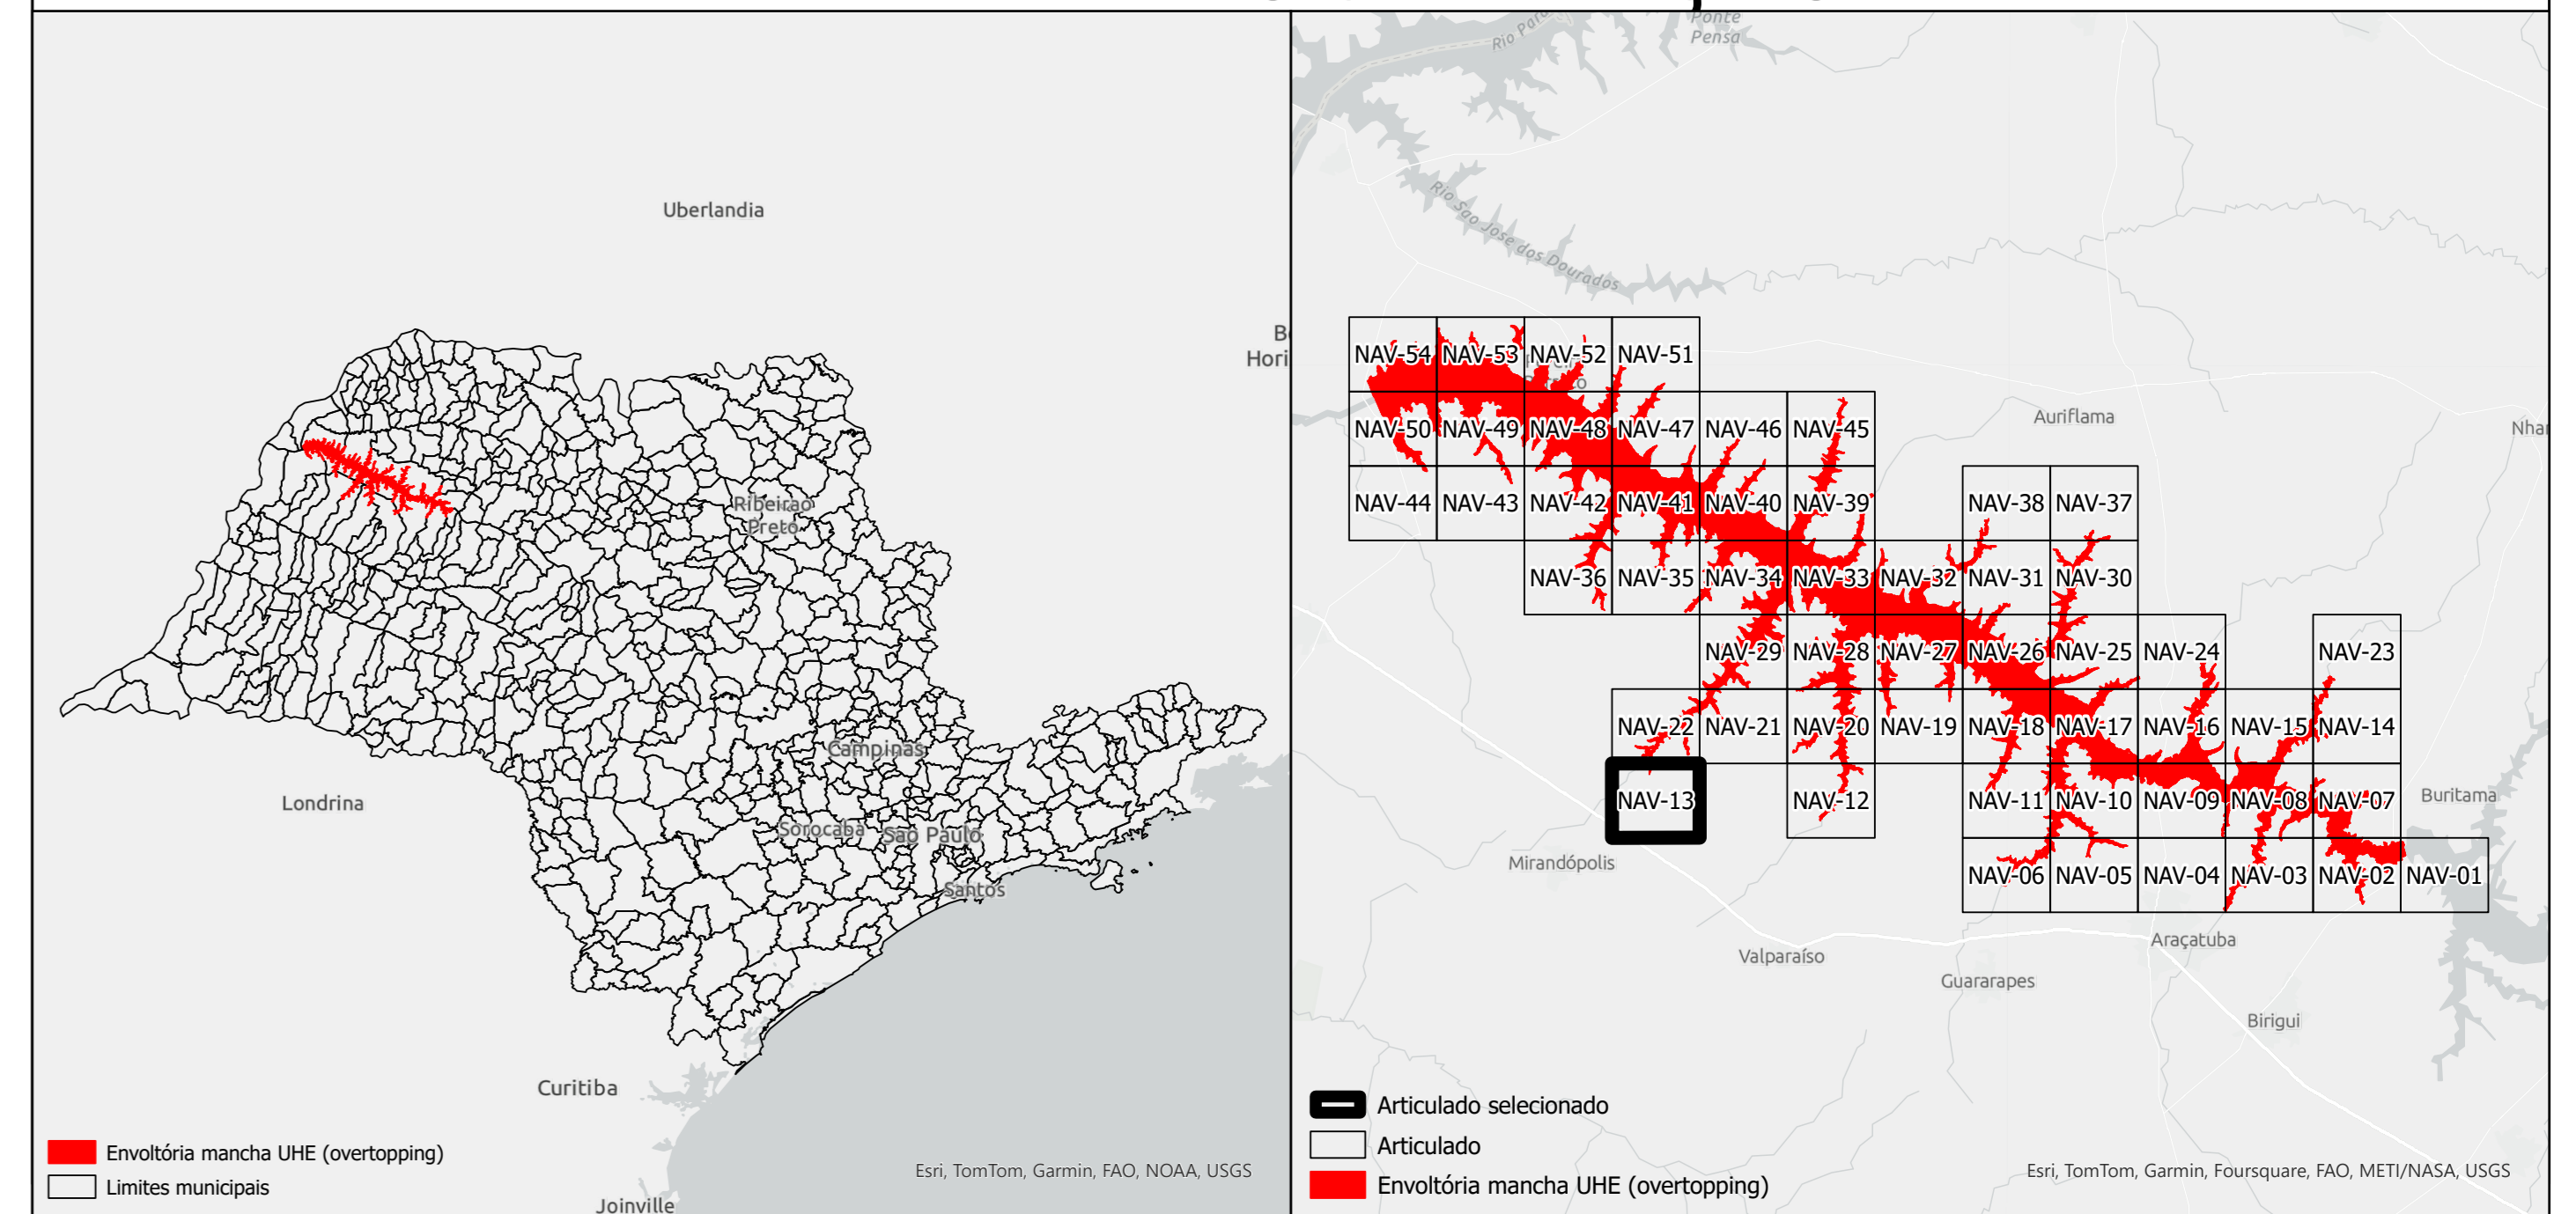 Uberlandia
Ribeirao
Preto
Campinas
Londrina
Sorocaba
Sao Paulo
Santos
Curitiba
Joinville
Envoltória mancha UHE (overtopping)
Limites municipais
Esri, TomTom, Garmin, FAO, NOAA, USGS
Ponte
Pensa
Rio Sao Jose dos Dourados
NAV-54 NAV-53 NAV-52 NAV-51
Auriflama
NAV-50 NAV-49 NAV-48 NAV-47 NAV-46 NAV-45
NAV-44 NAV-43 NAV-42 NAV-41 NAV-40 NAV-39 NAV-38 NAV-37
NAV-36 NAV-35 NAV-34 NAV-33 NAV-32 NAV-31 NAV-30
NAV-29 NAV-28 NAV-27 NAV-26 NAV-25 NAV-24 NAV-23
NAV-22 NAV-21 NAV-20 NAV-19 NAV-18 NAV-17 NAV-16 NAV-15 NAV-14
NAV-13 NAV-12 NAV-11 NAV-10 NAV-09 NAV-08 NAV-07
Buritama
Mirandópolis
NAV-06 NAV-05 NAV-04 NAV-03 NAV-02 NAV-01
Araçatuba
Valparaíso
Guararapes
Birigui
Articulado selecionado
Articulado
Envoltória mancha UHE (overtopping)
Esri, TomTom, Garmin, Foursquare, FAO, METI/NASA, USGS